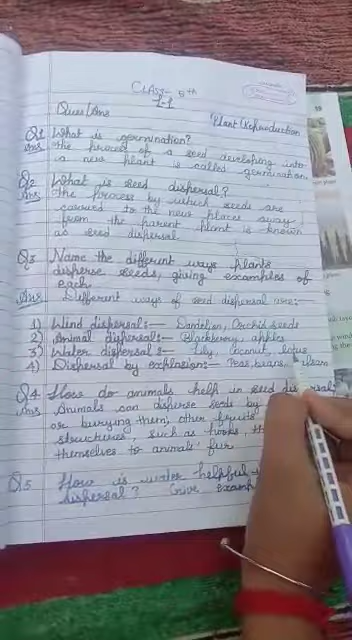 CLASS - 5th
L-1
Ques/Ans
Plant Reproduction
Q1 What is germination?
Ans The process of a seed developing into
a new plant is called germination.
Q2 What is seed dispersal?
Ans The process by which seeds are
carried to the new places away
from the parent plant is known
as seed dispersal.
Q3 Name the different ways plants
disperse seeds, giving examples of
each.
Ans Different ways of seed dispersal are:
1) Wind dispersal:— Dandelion, Orchid seeds
2) Animal dispersal:— Blackberry, apples
3) Water dispersal:— Lily, coconut, lotus
4) Dispersal by explosion:— Peas, beans,
Q4 How do animals help in seed dispersal
Ans Animals can disperse seeds by
or burying them, other fruits
structures, such as hooks, th
themselves to animals' fur
Q5 How is water helpful
dispersal? Give exampl